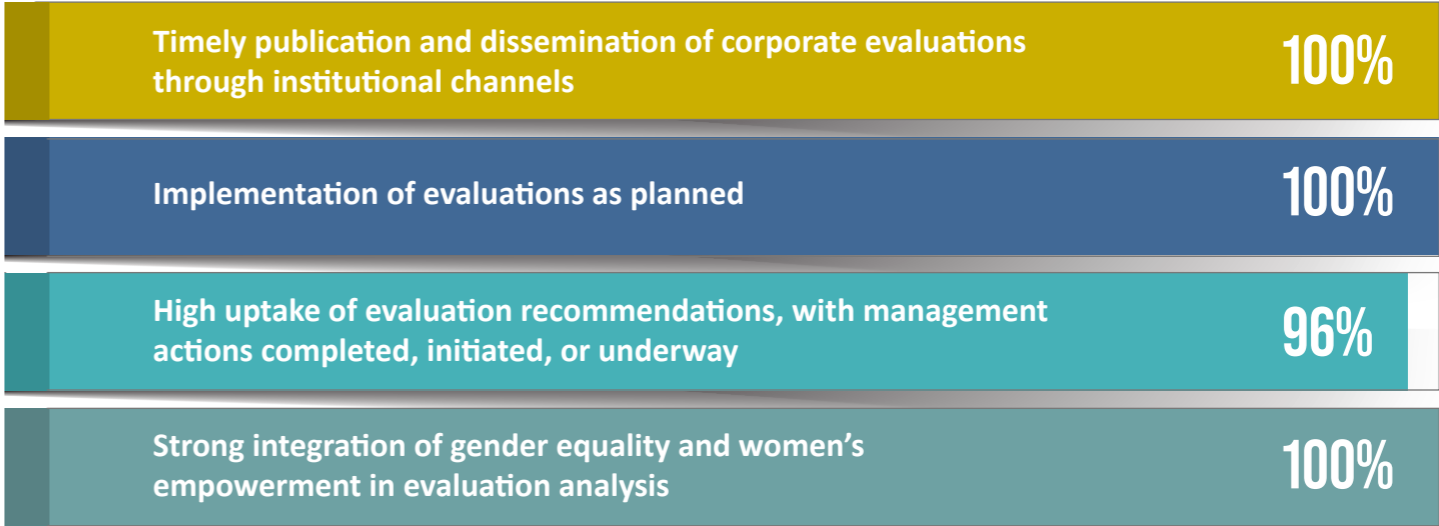 Timely publication and dissemination of corporate evaluations
through institutional channels
100%
Implementation of evaluations as planned
100%
High uptake of evaluation recommendations, with management
actions completed, initiated, or underway
96%
Strong integration of gender equality and women’s
empowerment in evaluation analysis
100%